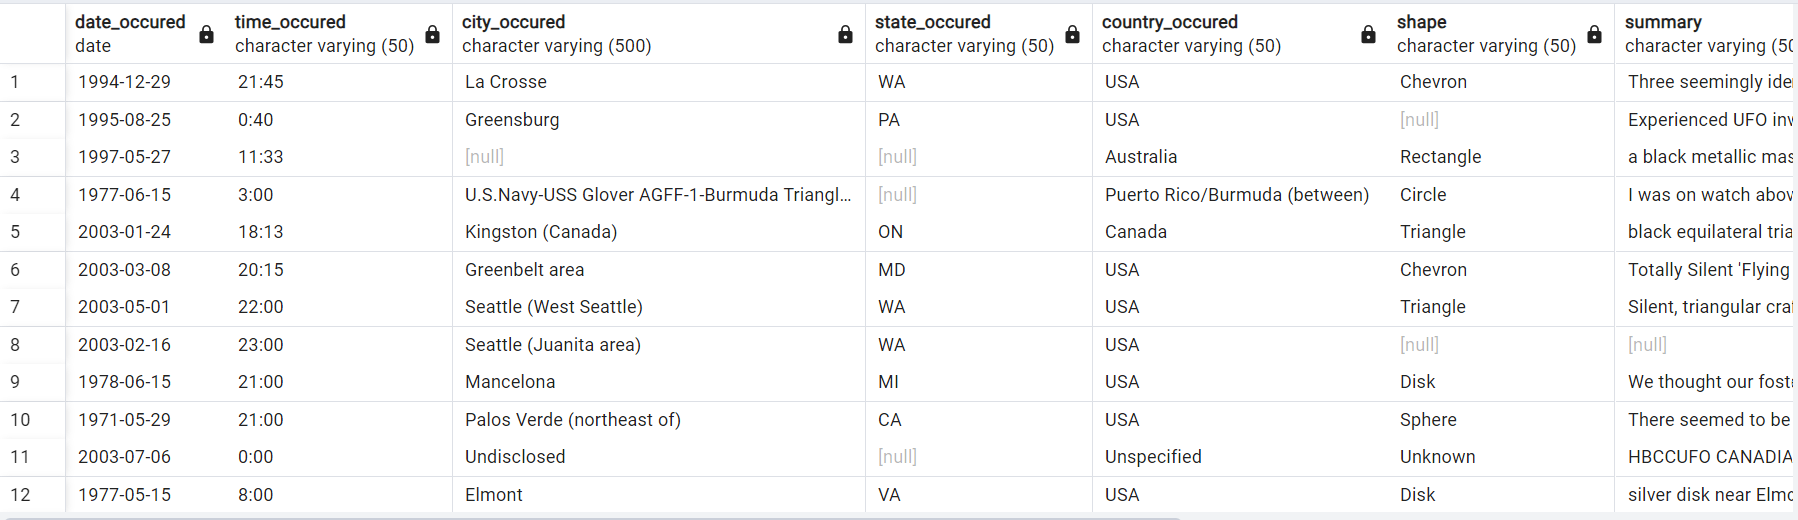 date_occured time_occured city_occured state_occured country_occured shape summary
date character varying (50) character varying (500) character varying (50) character varying (50) character varying (50) character varying (50
1 1994-12-29 21:45 La Crosse WA USA Chevron Three seemingly ide
2 1995-08-25 0:40 Greensburg PA USA [null] Experienced UFO inv
3 1997-05-27 11:33 [null] [null] Australia Rectangle a black metallic mas
4 1977-06-15 3:00 U.S.Navy-USS Glover AGFF-1-Burmuda Triangl... [null] Puerto Rico/Burmuda (between) Circle I was on watch abov
5 2003-01-24 18:13 Kingston (Canada) ON Canada Triangle black equilateral tria
6 2003-03-08 20:15 Greenbelt area MD USA Chevron Totally Silent 'Flying
7 2003-05-01 22:00 Seattle (West Seattle) WA USA Triangle Silent, triangular craf
8 2003-02-16 23:00 Seattle (Juanita area) WA USA [null] [null]
9 1978-06-15 21:00 Mancelona MI USA Disk We thought our fost
10 1971-05-29 21:00 Palos Verde (northeast of) CA USA Sphere There seemed to be
11 2003-07-06 0:00 Undisclosed [null] Unspecified Unknown HBCCUFO CANADIA
12 1977-05-15 8:00 Elmont VA USA Disk silver disk near Elmo